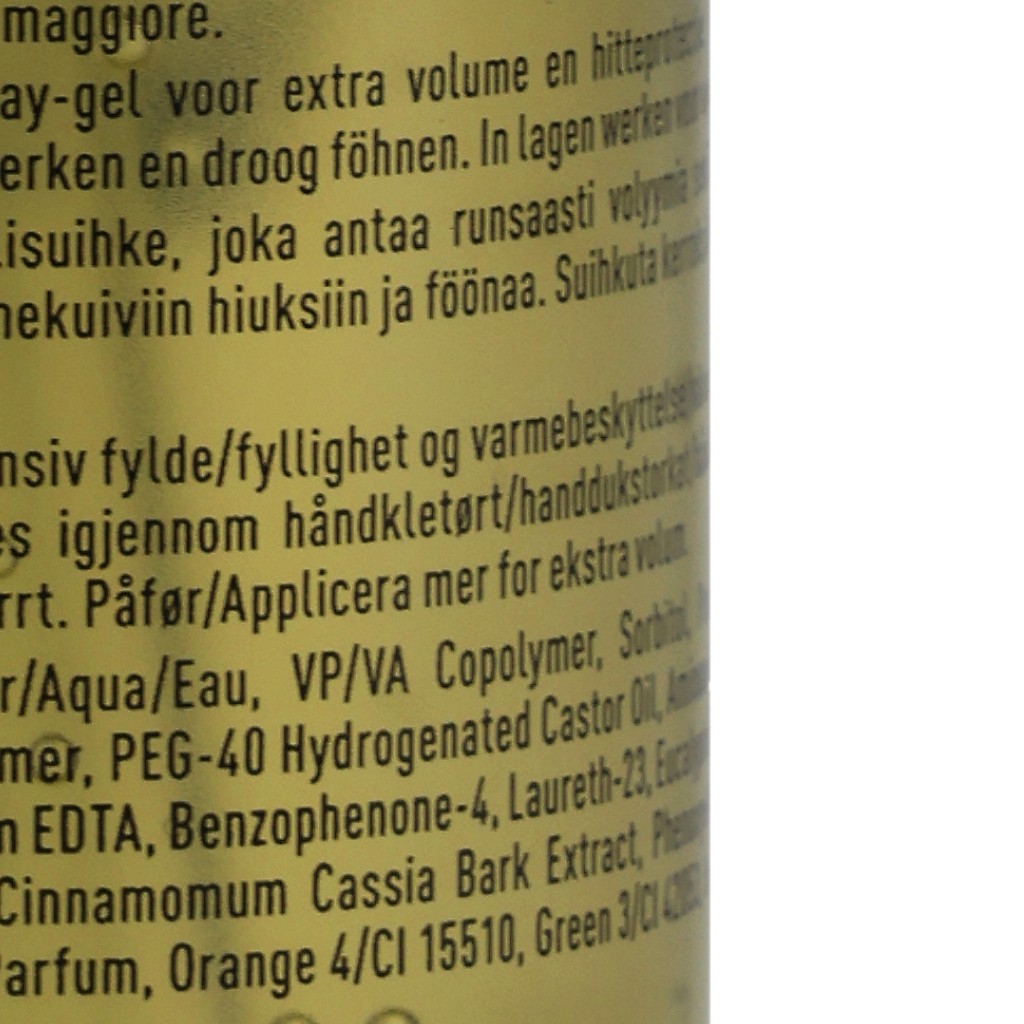 maggiore.
ay-gel voor extra volume en
erken en droog föhnen. In lagen werken voor
isuihke, joka antaa runsaasti volyymia
nekuiviin hiuksiin ja föönaa. Suihkuta
nsiv fylde/fyllighet og varmebeskyttelse/
es igjennom håndkletørt/handdukstorkat
rrt. Påfør/Applicera mer for ekstra volum.
r/Aqua/Eau, VP/VA Copolymer, Sorbitol,
mer, PEG-40 Hydrogenated Castor Oil,
n EDTA, Benzophenone-4, Laureth-23,
Cinnamomum Cassia Bark Extract,
arfum, Orange 4/CI 15510, Green 3/CI